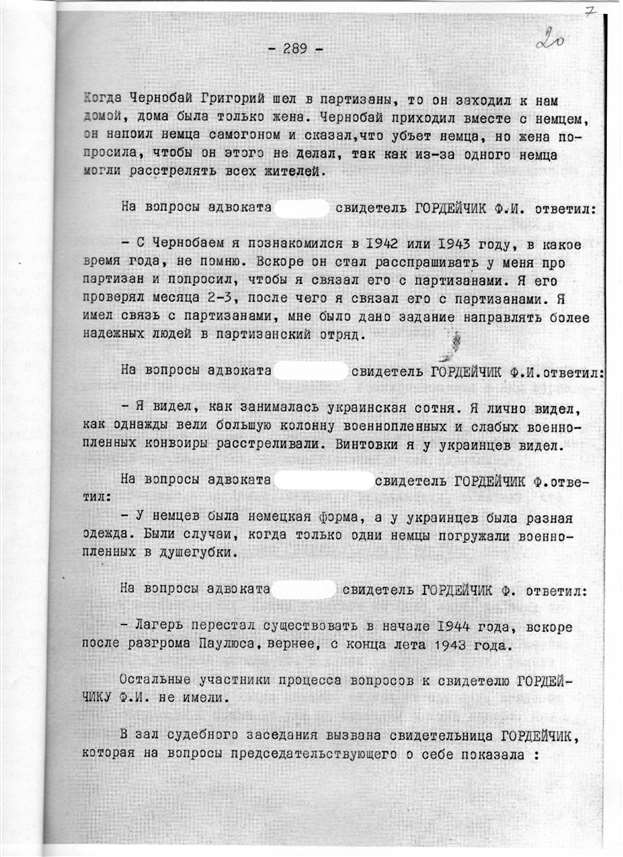 7
20
- 289 -
Когда Чернобай Григорий шел в партизаны, то он заходил к нам
домой, дома была только жена. Чернобай приходил вместе с немцем,
он напоил немца самогоном и сказал,что убъет немца, но жена по-
просила, чтобы он этого не делал, так как из-за одного немца
могли расстрелять всех жителей.
На вопросы адвоката свидетель ГОРДЕЙЧИК Ф.И. ответил:
- С Чернобаем я познакомился в 1942 или 1943 году, в какое
время года, не помню. Вскоре он стал расспрашивать у меня про
партизан и попросил, чтобы я связал его с партизанами. Я его
проверял месяца 2-3, после чего я связал его с партизанами. Я
имел связь с партизанами, мне было дано задание направлять более
надежных людей в партизанский отряд.
На вопросы адвоката свидетель ГОРДЕЙЧИК Ф.И.ответил:
- Я видел, как занималась украинская сотня. Я лично видел,
как однажды вели большую колонну военнопленных и слабых военно-
пленных конвоиры расстреливали. Винтовки я у украинцев видел.
На вопросы адвоката свидетель ГОРДЕЙЧИК Ф.отве-
тил:
- У немцев была немецкая форма, а у украинцев была разная
одежда. Были случаи, когда только одни немцы погружали военно-
пленных в душегубки.
На вопросы адвоката свидетель ГОРДЕЙЧИК Ф. ответил:
- Лагерь перестал существовать в начале 1944 года, вскоре
после разгрома Паулюса, вернее, с конца лета 1943 года.
Остальные участники процесса вопросов к свидетелю ГОРДЕЙ-
ЧИКУ Ф.И. не имели.
В зал судебного заседания вызвана свидетельница ГОРДЕЙЧИК,
которая на вопросы председательствующего о себе показала :